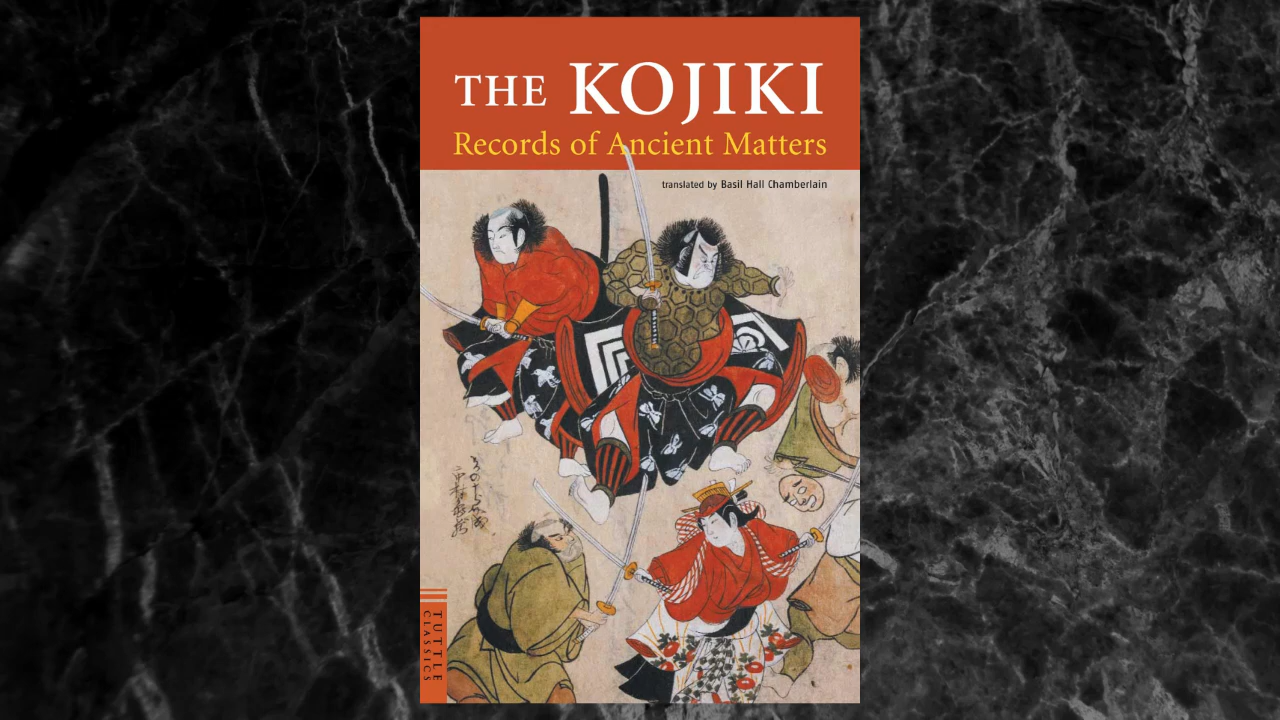 THE KOJIKI
Records of Ancient Matters
translated by Basil Hall Chamberlain
TUTTLE
CLASSICS